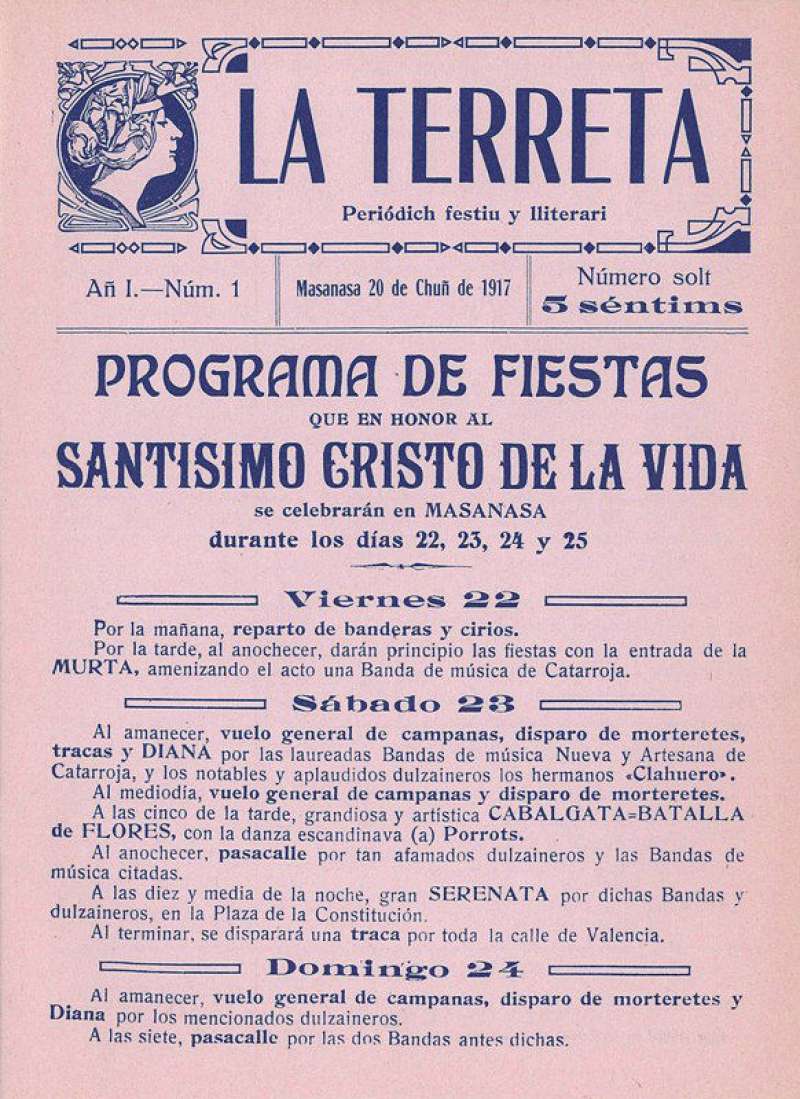 LA TERRETA
Periódich festiu y lliterari
Añ I.—Núm. 1
Masanasa 20 de Chuñ de 1917
Número solt
5 séntims
PROGRAMA DE FIESTAS
QUE EN HONOR AL
SANTISIMO CRISTO DE LA VIDA
se celebrarán en MASANASA
durante los días 22, 23, 24 y 25
Viernes 22
Por la mañana, reparto de banderas y cirios.
Por la tarde, al anochecer, darán principio las fiestas con la entrada de la
MURTA, amenizando el acto una Banda de música de Catarroja.
Sábado 23
Al amanecer, vuelo general de campanas, disparo de morteretes,
tracas y DIANA por las laureadas Bandas de música Nueva y Artesana de
Catarroja, y los notables y aplaudidos dulzaineros los hermanos «Clahuero».
Al mediodía, vuelo general de campanas y disparo de morteretes.
A las cinco de la tarde, grandiosa y artística CABALGATA=BATALLA
de FLORES, con la danza escandinava (a) Porrots.
Al anochecer, pasacalle por tan afamados dulzaineros y las Bandas de
música citadas.
A las diez y media de la noche, gran SERENATA por dichas Bandas y
dulzaineros, en la Plaza de la Constitución.
Al terminar, se disparará una traca por toda la calle de Valencia.
Domingo 24
Al amanecer, vuelo general de campanas, disparo de morteretes y
Diana por los mencionados dulzaineros.
A las siete, pasacalle por las dos Bandas antes dichas.